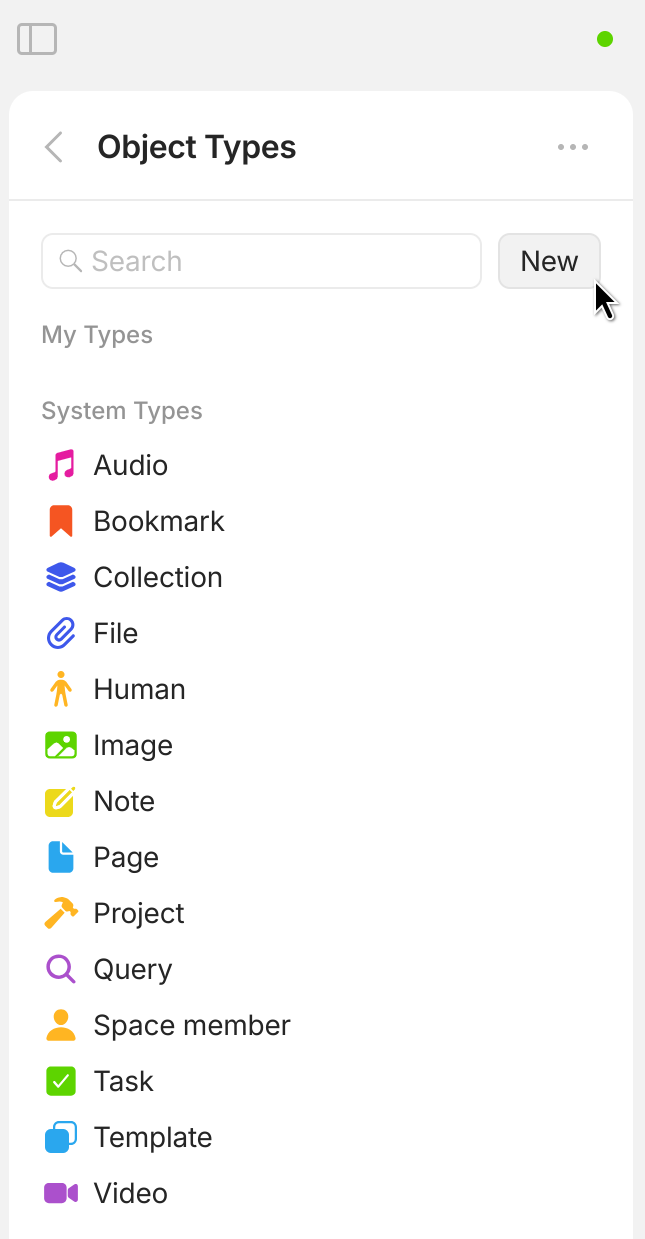 Object Types
Search
New
My Types
System Types
Audio
Bookmark
Collection
File
Human
Image
Note
Page
Project
Query
Space member
Task
Template
Video